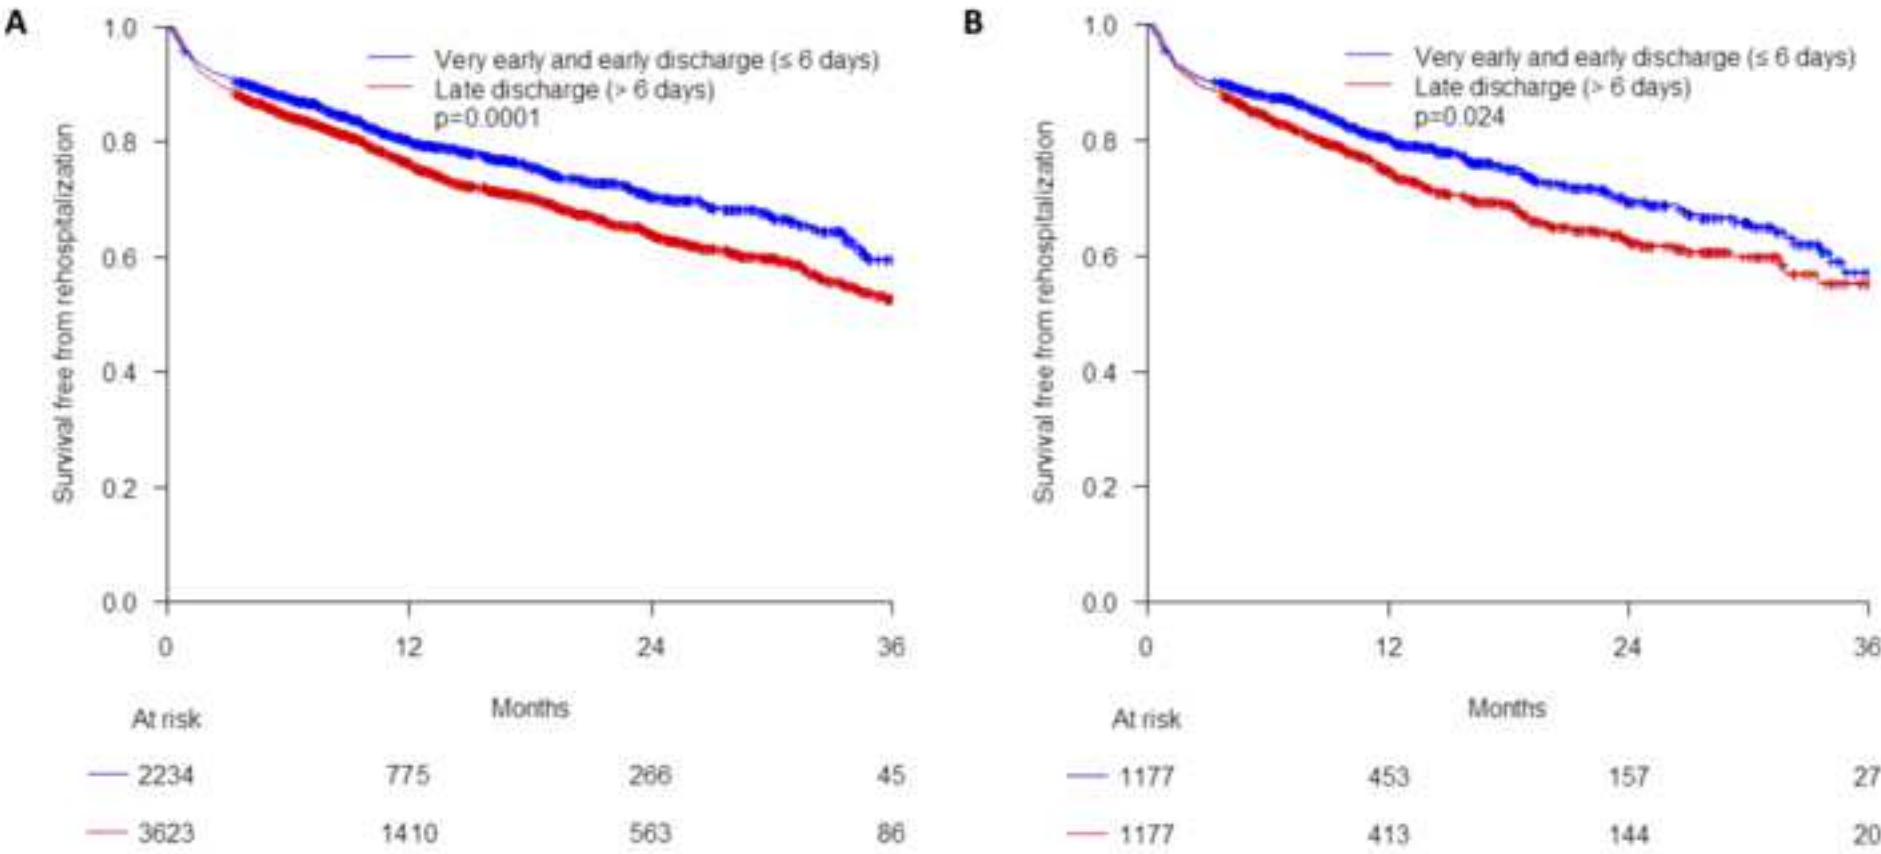 A
Survival free from rehospitalization
1.0
0.8
0.6
0.4
0.2
0.0
Very early and early discharge (≤ 6 days)
Late discharge (> 6 days)
p=0.0001
0 12 24 36
Months
At risk
2234 775 266 45
3623 1410 563 86
B
Survival free from rehospitalization
1.0
0.8
0.6
0.4
0.2
0.0
Very early and early discharge (≤ 6 days)
Late discharge (> 6 days)
p=0.024
0 12 24 36
Months
At risk
1177 453 157 27
1177 413 144 20